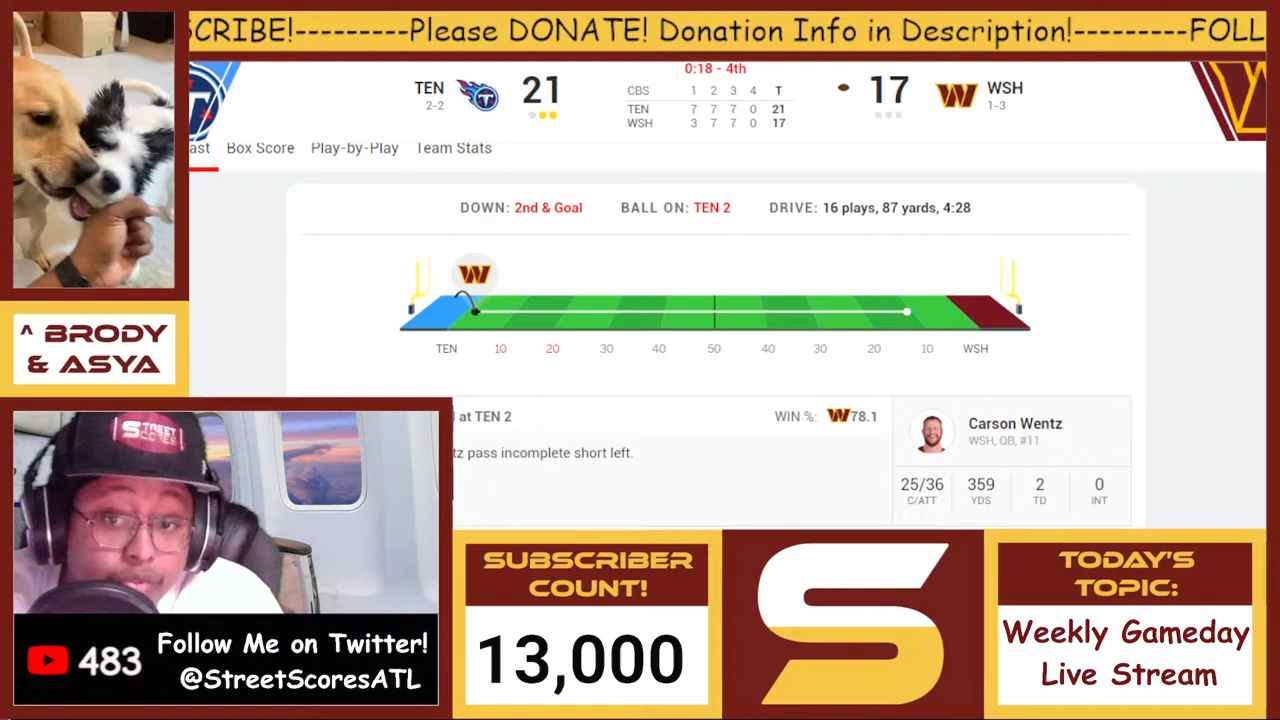 SCRIBE!---------Please DONATE! Donation Info in Description!---------FOLL
0:18 - 4th
TEN
2-2
21
CBS 1 2 3 4 T
TEN 7 7 7 0 21
WSH 3 7 7 0 17
17
WSH
1-3
ast Box Score Play-by-Play Team Stats
DOWN: 2nd & Goal BALL ON: TEN 2 DRIVE: 16 plays, 87 yards, 4:28
W
TEN 10 20 30 40 50 40 30 20 10 WSH
^ BRODY
& ASYA
at TEN 2
WIN %: W 78.1
tz pass incomplete short left.
Carson Wentz
WSH, QB, #11
25/36 359 2 0
C/ATT YDS TD INT
STREET
SCORES
483
Follow Me on Twitter!
@StreetScoresATL
SUBSCRIBER
COUNT!
13,000
S
TODAY'S
TOPIC:
Weekly Gameday
Live Stream